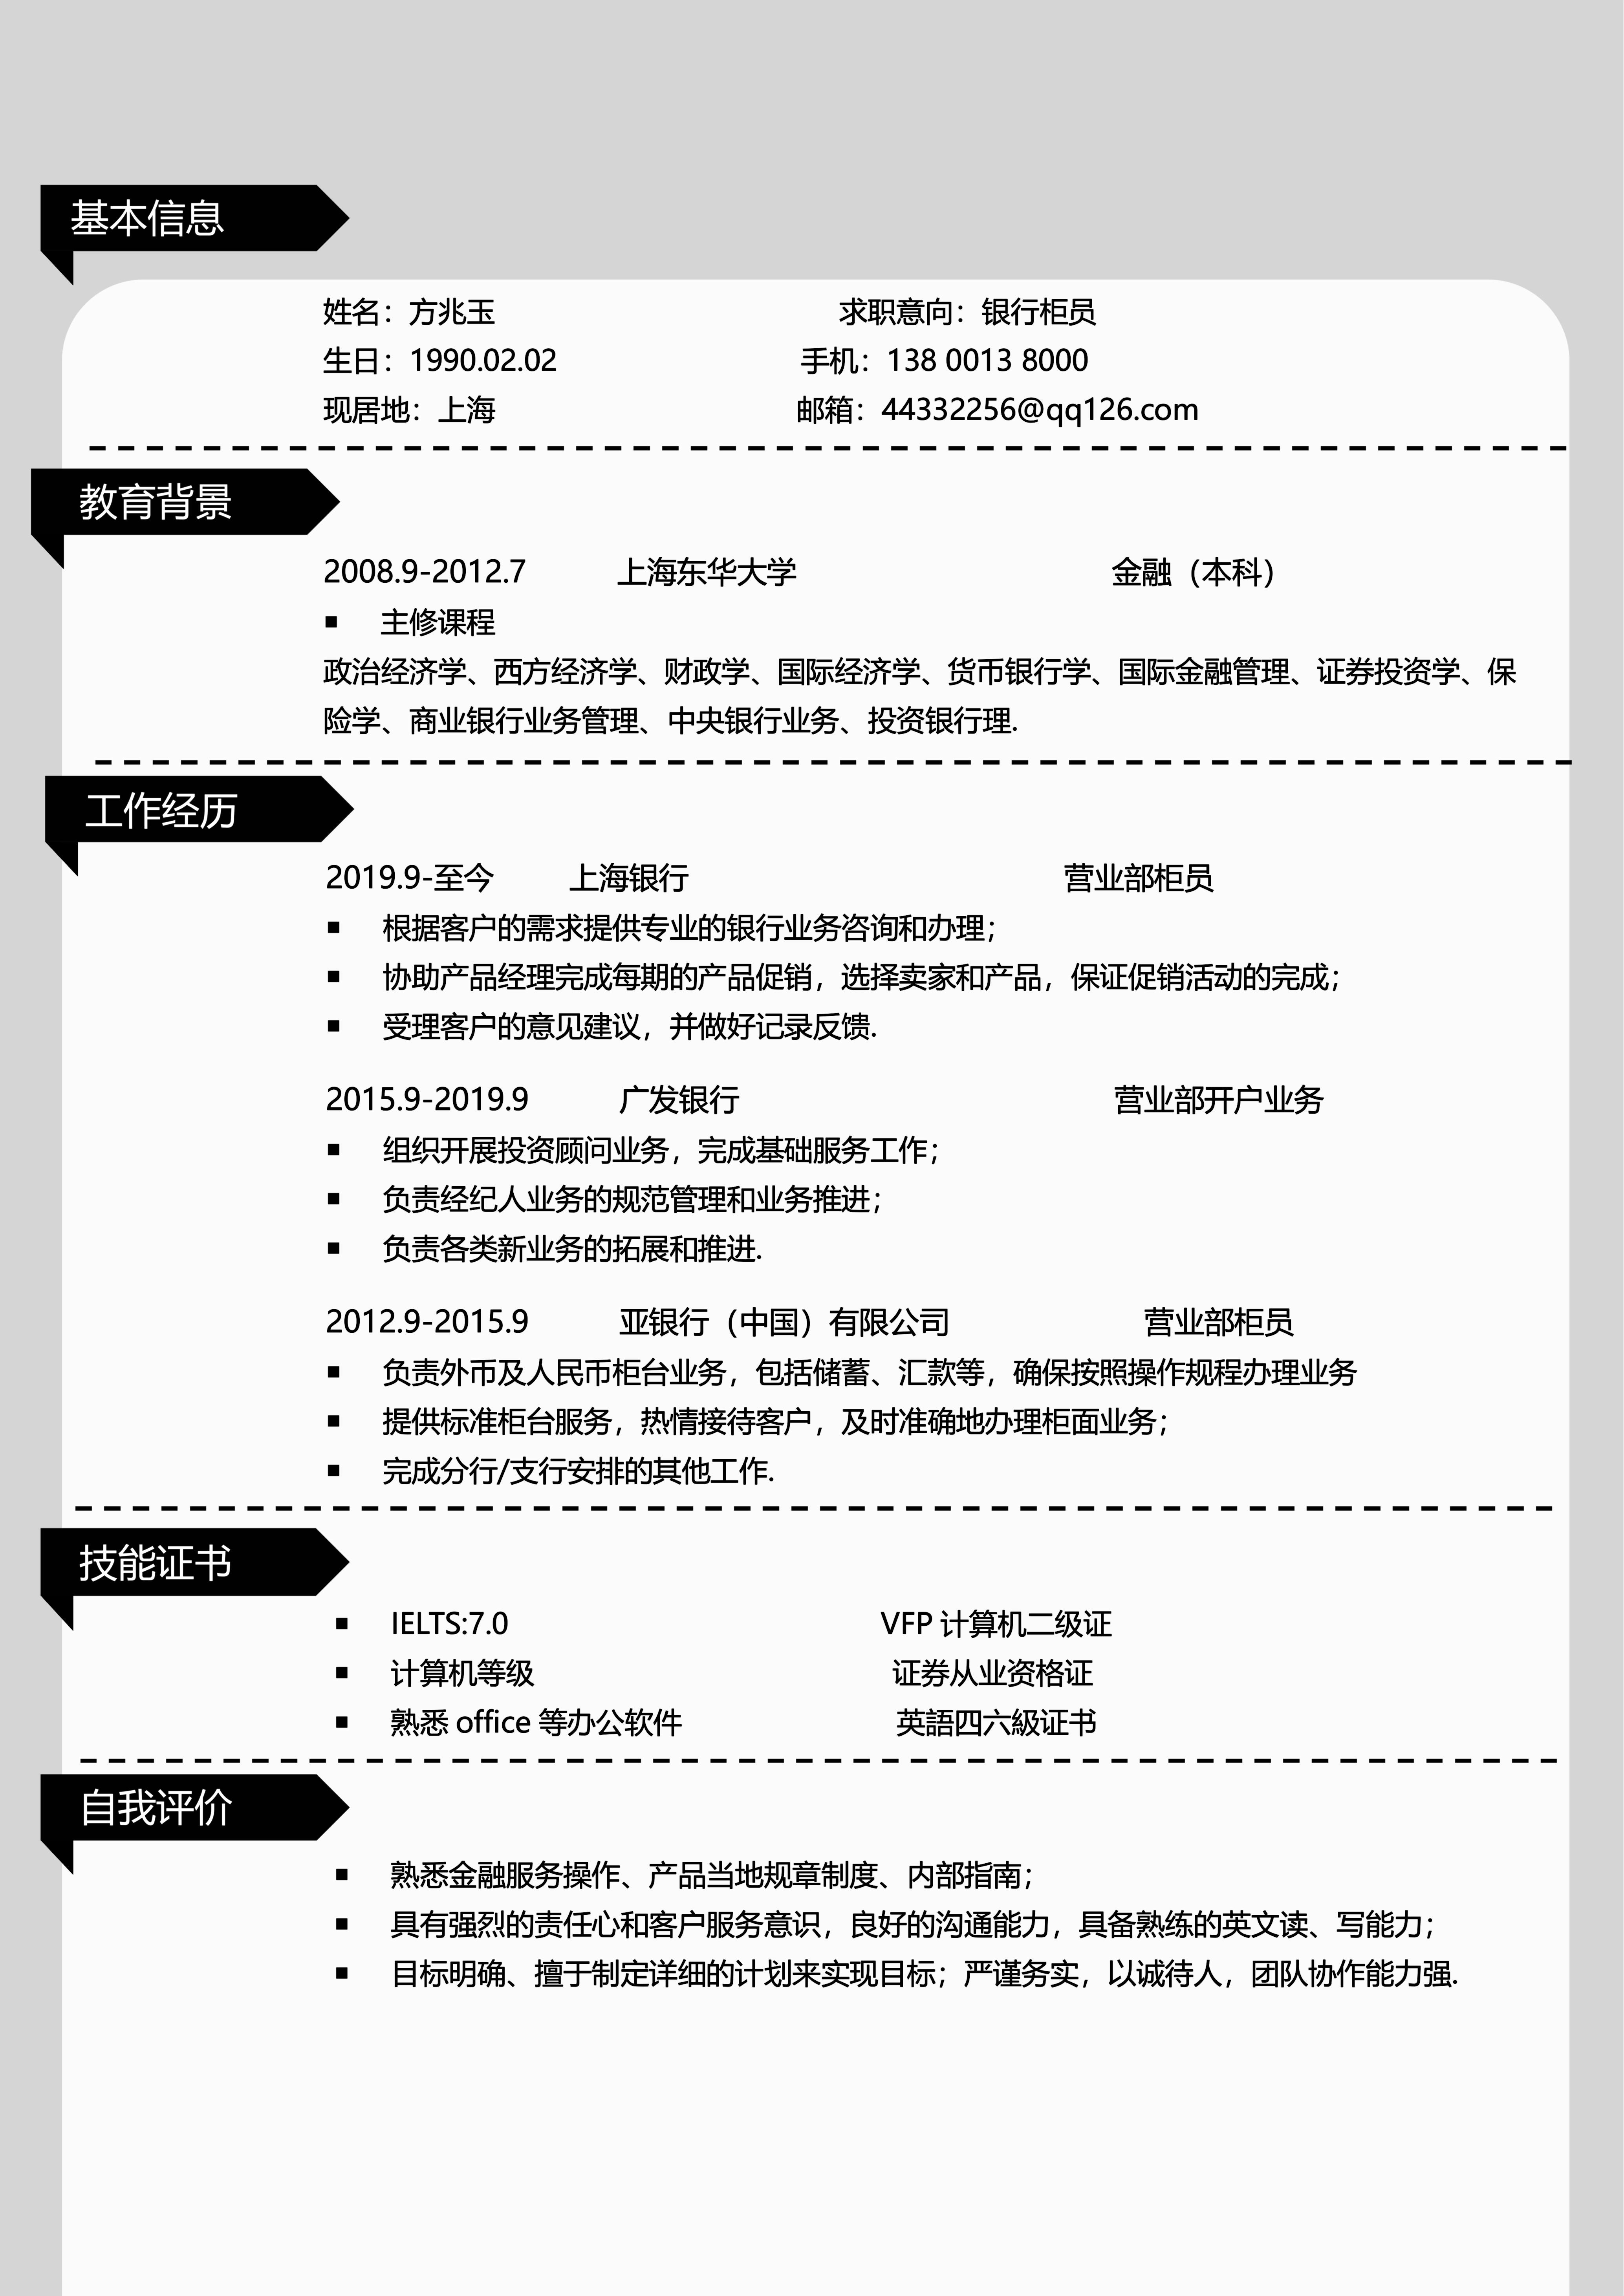 基本信息
姓名：方兆玉 求职意向：银行柜员
生日：1990.02.02 手机：138 0013 8000
现居地：上海 邮箱：44332256@qq126.com
教育背景
2008.9-2012.7 上海东华大学 金融（本科）
▪ 主修课程
政治经济学、西方经济学、财政学、国际经济学、货币银行学、国际金融管理、证券投资学、保
险学、商业银行业务管理、中央银行业务、投资银行理.
工作经历
2019.9-至今 上海银行 营业部柜员
▪ 根据客户的需求提供专业的银行业务咨询和办理；
▪ 协助产品经理完成每期的产品促销，选择卖家和产品，保证促销活动的完成；
▪ 受理客户的意见建议，并做好记录反馈.
2015.9-2019.9 广发银行 营业部开户业务
▪ 组织开展投资顾问业务，完成基础服务工作；
▪ 负责经纪人业务的规范管理和业务推进；
▪ 负责各类新业务的拓展和推进.
2012.9-2015.9 亚银行（中国）有限公司 营业部柜员
▪ 负责外币及人民币柜台业务，包括储蓄、汇款等，确保按照操作规程办理业务
▪ 提供标准柜台服务，热情接待客户，及时准确地办理柜面业务；
▪ 完成分行/支行安排的其他工作.
技能证书
▪ IELTS:7.0 VFP 计算机二级证
▪ 计算机等级 证券从业资格证
▪ 熟悉 office 等办公软件 英語四六級证书
自我评价
▪ 熟悉金融服务操作、产品当地规章制度、内部指南；
▪ 具有强烈的责任心和客户服务意识，良好的沟通能力，具备熟练的英文读、写能力；
▪ 目标明确、擅于制定详细的计划来实现目标；严谨务实，以诚待人，团队协作能力强.